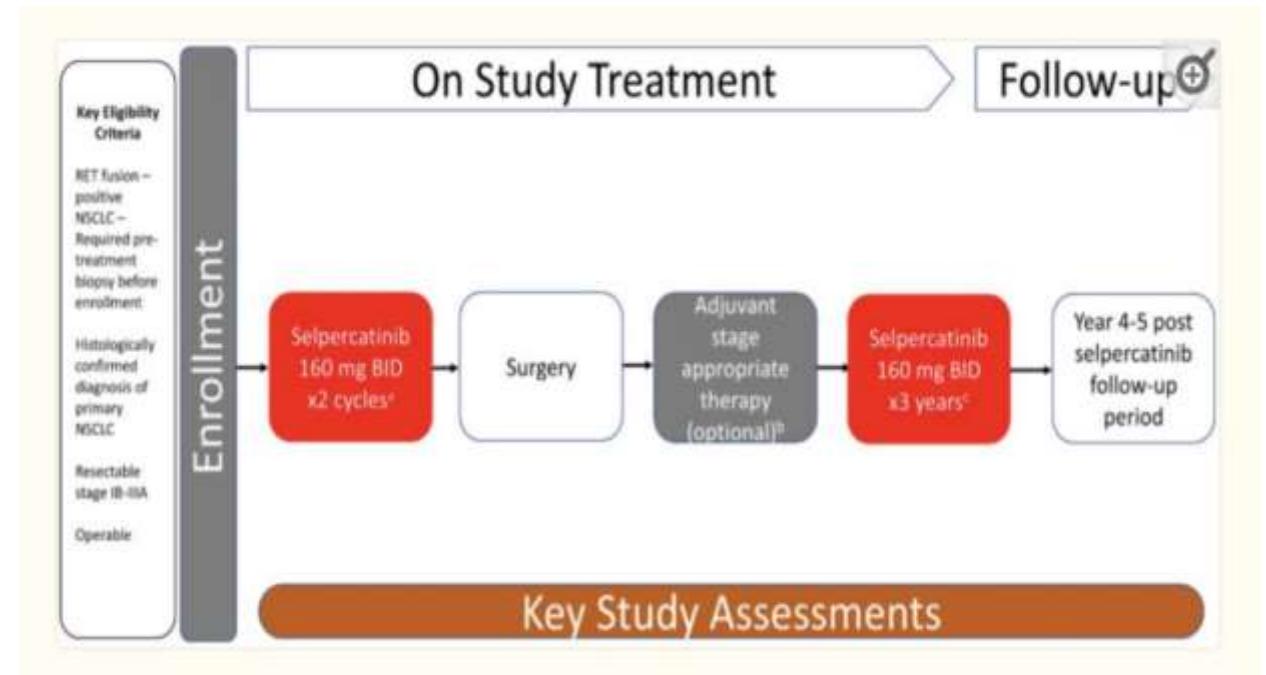 On Study Treatment
Follow-up
Key Eligibility
Criteria
RET fusion –
positive
NSCLC –
Required pre-
treatment
biopsy before
enrollment
Histologically
confirmed
diagnosis of
primary
NSCLC
Resectable
stage IB-IIIA
Operable
Enrollment
Selpercatinib
160 mg BID
x2 cyclesᵃ
Surgery
Adjuvant
stage
appropriate
therapy
(optional)ᵇ
Selpercatinib
160 mg BID
x3 yearsᶜ
Year 4-5 post
selpercatinib
follow-up
period
Key Study Assessments